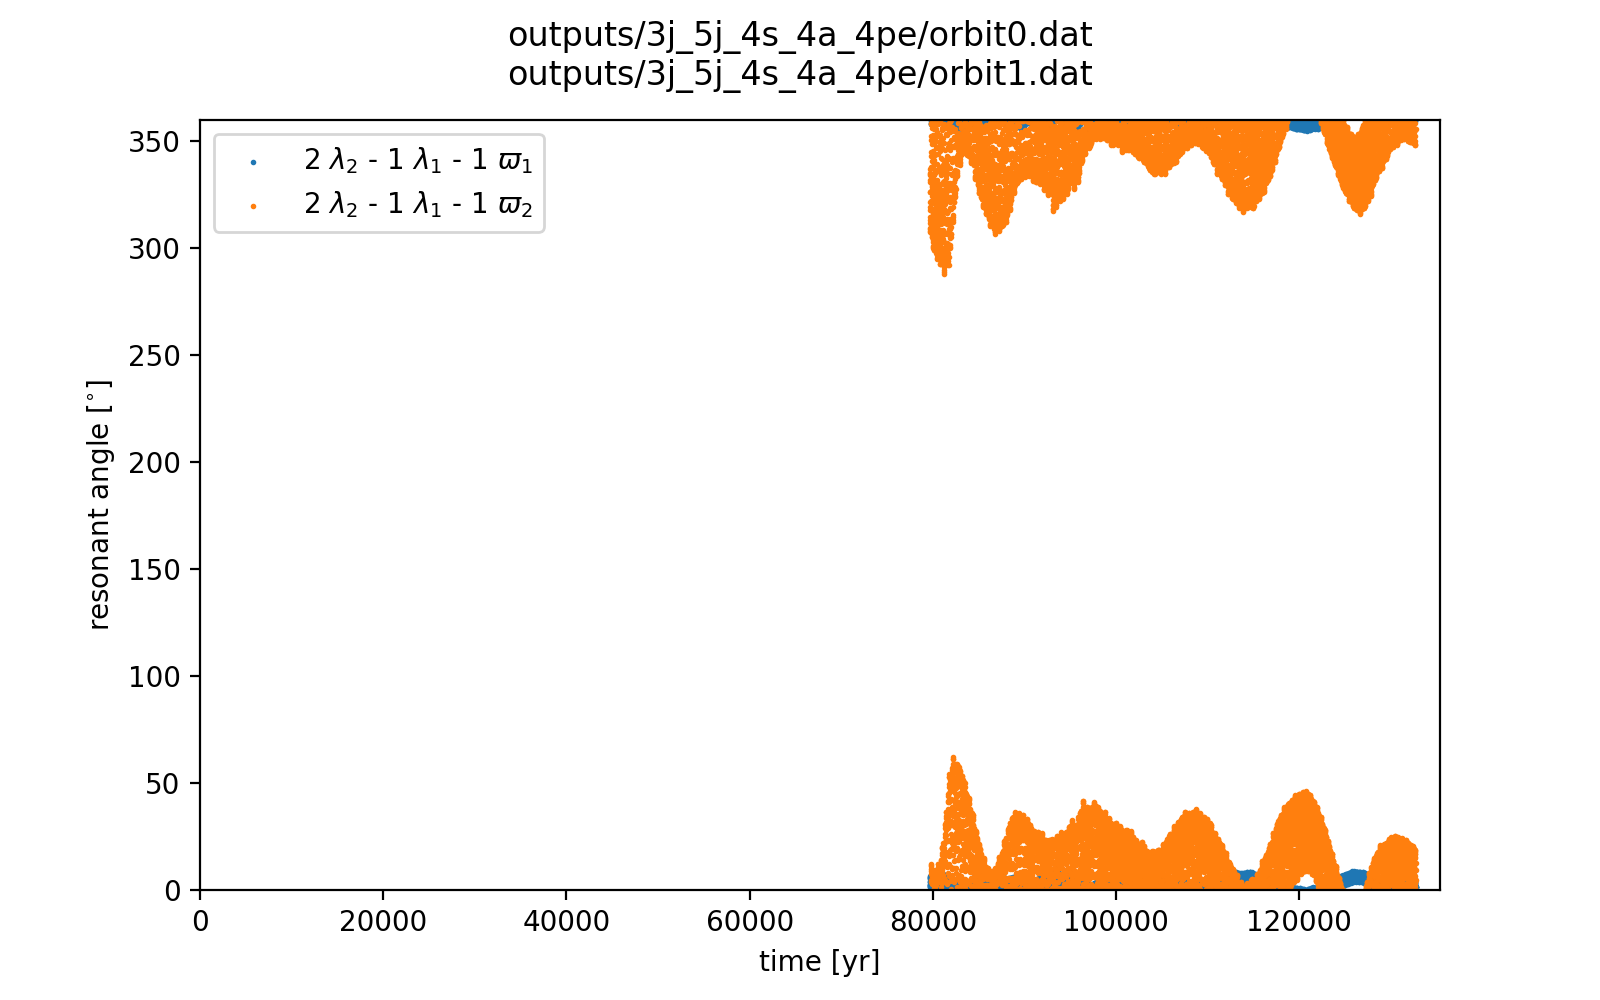 outputs/3j_5j_4s_4a_4pe/orbit0.dat
outputs/3j_5j_4s_4a_4pe/orbit1.dat
2 λ₂ - 1 λ₁ - 1 ϖ₁
2 λ₂ - 1 λ₁ - 1 ϖ₂
350
300
250
200
150
100
50
0
resonant angle [°]
0 20000 40000 60000 80000 100000 120000
time [yr]